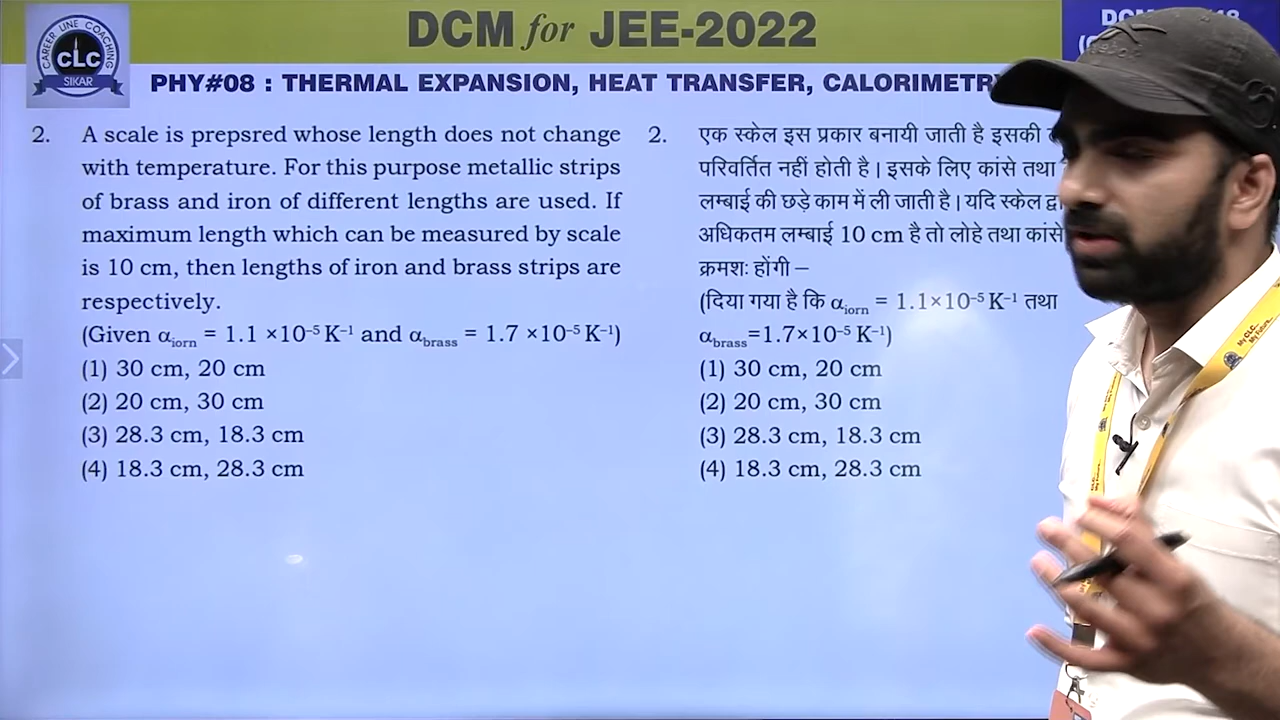 DCM for JEE-2022
CAREER LINE COACHING
CLC
SIKAR
PHY#08 : THERMAL EXPANSION, HEAT TRANSFER, CALORIMETRY
2. A scale is prepsred whose length does not change
with temperature. For this purpose metallic strips
of brass and iron of different lengths are used. If
maximum length which can be measured by scale
is 10 cm, then lengths of iron and brass strips are
respectively.
(Given α_iorn = 1.1 ×10⁻⁵ K⁻¹ and α_brass = 1.7 ×10⁻⁵ K⁻¹)
(1) 30 cm, 20 cm
(2) 20 cm, 30 cm
(3) 28.3 cm, 18.3 cm
(4) 18.3 cm, 28.3 cm
2. एक स्केल इस प्रकार बनायी जाती है इसकी
परिवर्तित नहीं होती है। इसके लिए कांसे तथा
लम्बाई की छड़े काम में ली जाती है। यदि स्केल
अधिकतम लम्बाई 10 cm है तो लोहे तथा कांसे
क्रमशः होंगी –
(दिया गया है कि α_iorn = 1.1×10⁻⁵ K⁻¹ तथा
α_brass=1.7×10⁻⁵ K⁻¹)
(1) 30 cm, 20 cm
(2) 20 cm, 30 cm
(3) 28.3 cm, 18.3 cm
(4) 18.3 cm, 28.3 cm